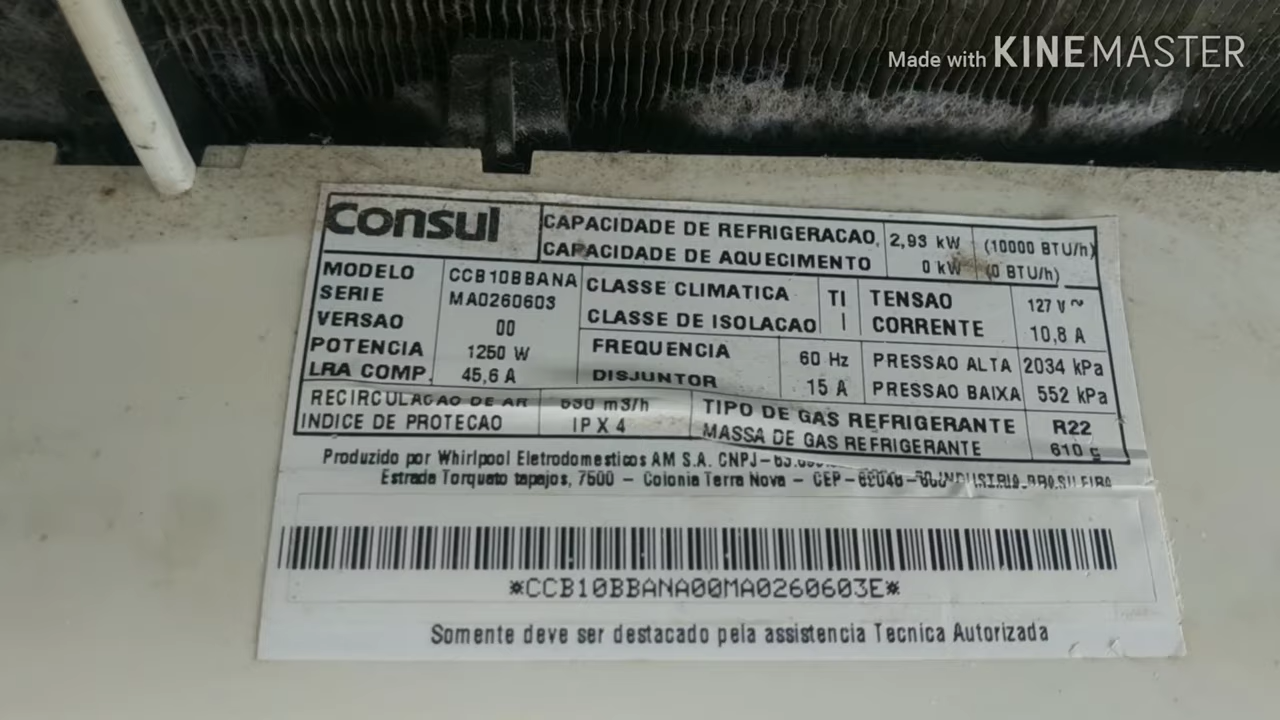 Made with KINEMASTER
Consul
CAPACIDADE DE REFRIGERACAO, 2,93 kW (10000 BTU/h)
CAPACIDADE DE AQUECIMENTO 0 kW (0 BTU/h)
MODELO CCB10BBANA CLASSE CLIMATICA TI TENSAO 127 V ~
SERIE MA0260603 CLASSE DE ISOLACAO I CORRENTE 10,8 A
VERSAO 00
FREQUENCIA 60 Hz PRESSAO ALTA 2034 kPa
POTENCIA 1250 W
DISJUNTOR 15 A PRESSAO BAIXA 552 kPa
LRA COMP. 45,6 A
RECIRCULACAO DE AR m3/h TIPO DE GAS REFRIGERANTE R22
INDICE DE PROTECAO IPX4 MASSA DE GAS REFRIGERANTE 610 g
Produzido por Whirlpool Eletrodomesticos AM S.A. CNPJ-
Estrada Torquato tapajos, 7500 - Colonia Terra Nova - CEP - INDUSTRIA BRASILEIRA
*CCB10BBANA00MA0260603E*
Somente deve ser destacado pela assistencia Tecnica Autorizada